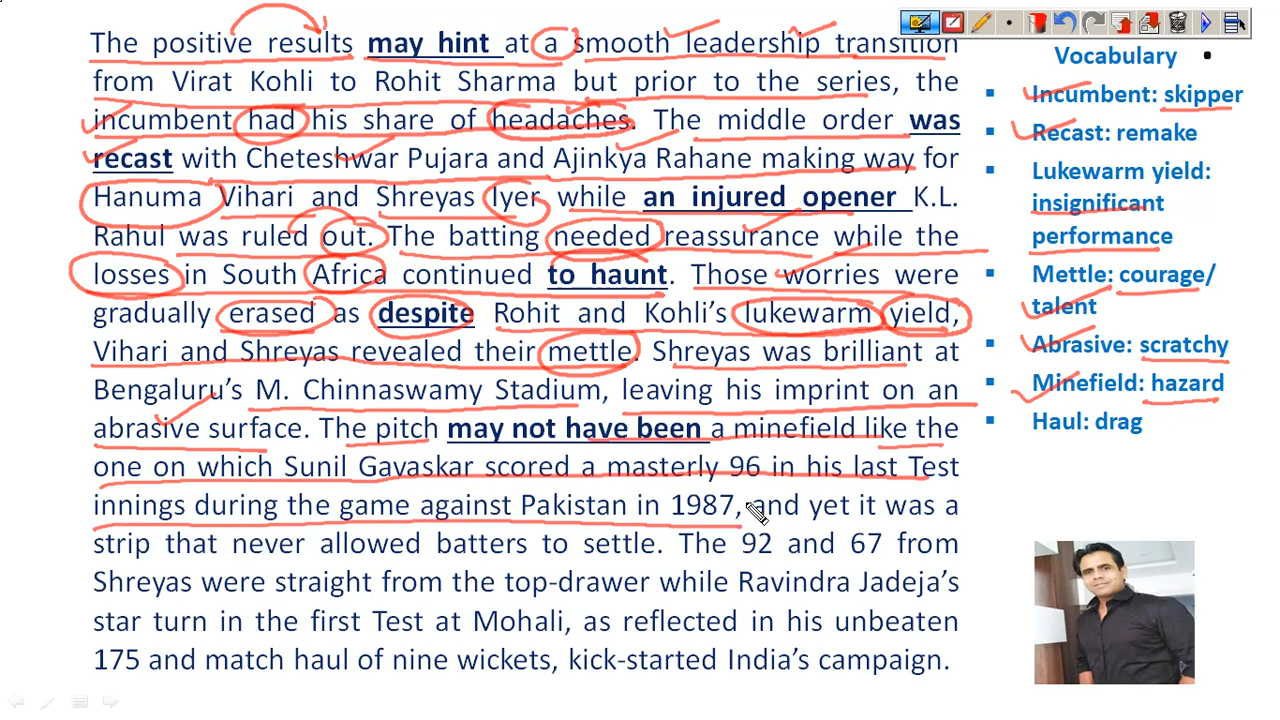 The positive results may hint at a smooth leadership transition
from Virat Kohli to Rohit Sharma but prior to the series, the
incumbent had his share of headaches. The middle order was
recast with Cheteshwar Pujara and Ajinkya Rahane making way for
Hanuma Vihari and Shreyas Iyer while an injured opener K.L.
Rahul was ruled out. The batting needed reassurance while the
losses in South Africa continued to haunt. Those worries were
gradually erased as despite Rohit and Kohli's lukewarm yield,
Vihari and Shreyas revealed their mettle. Shreyas was brilliant at
Bengaluru's M. Chinnaswamy Stadium, leaving his imprint on an
abrasive surface. The pitch may not have been a minefield like the
one on which Sunil Gavaskar scored a masterly 96 in his last Test
innings during the game against Pakistan in 1987, and yet it was a
strip that never allowed batters to settle. The 92 and 67 from
Shreyas were straight from the top-drawer while Ravindra Jadeja's
star turn in the first Test at Mohali, as reflected in his unbeaten
175 and match haul of nine wickets, kick-started India's campaign.
Vocabulary
Incumbent: skipper
Recast: remake
Lukewarm yield:
insignificant
performance
Mettle: courage/
talent
Abrasive: scratchy
Minefield: hazard
Haul: drag